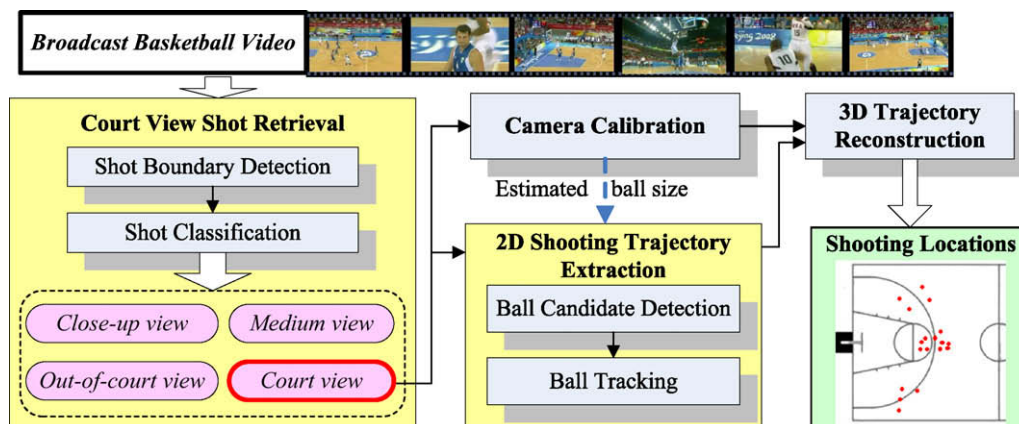 Broadcast Basketball Video
Court View Shot Retrieval
Shot Boundary Detection
Shot Classification
Close-up view
Medium view
Out-of-court view
Court view
Camera Calibration
Estimated ball size
2D Shooting Trajectory
Extraction
Ball Candidate Detection
Ball Tracking
3D Trajectory
Reconstruction
Shooting Locations